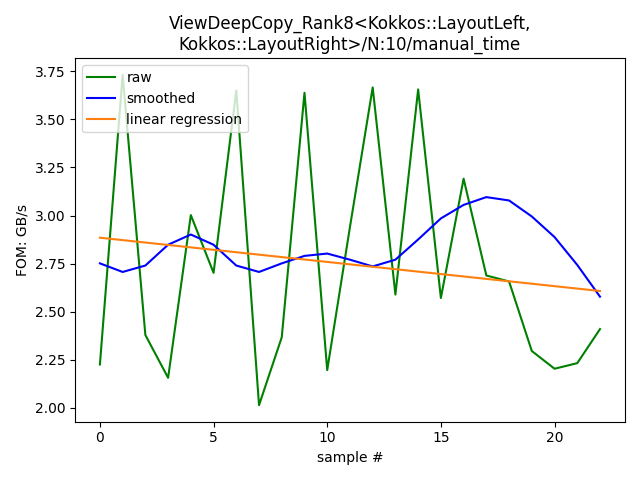 ViewDeepCopy_Rank8<Kokkos::LayoutLeft,
Kokkos::LayoutRight>/N:10/manual_time
raw
smoothed
linear regression
FOM: GB/s
3.75
3.50
3.25
3.00
2.75
2.50
2.25
2.00
0
5
10
15
20
sample #